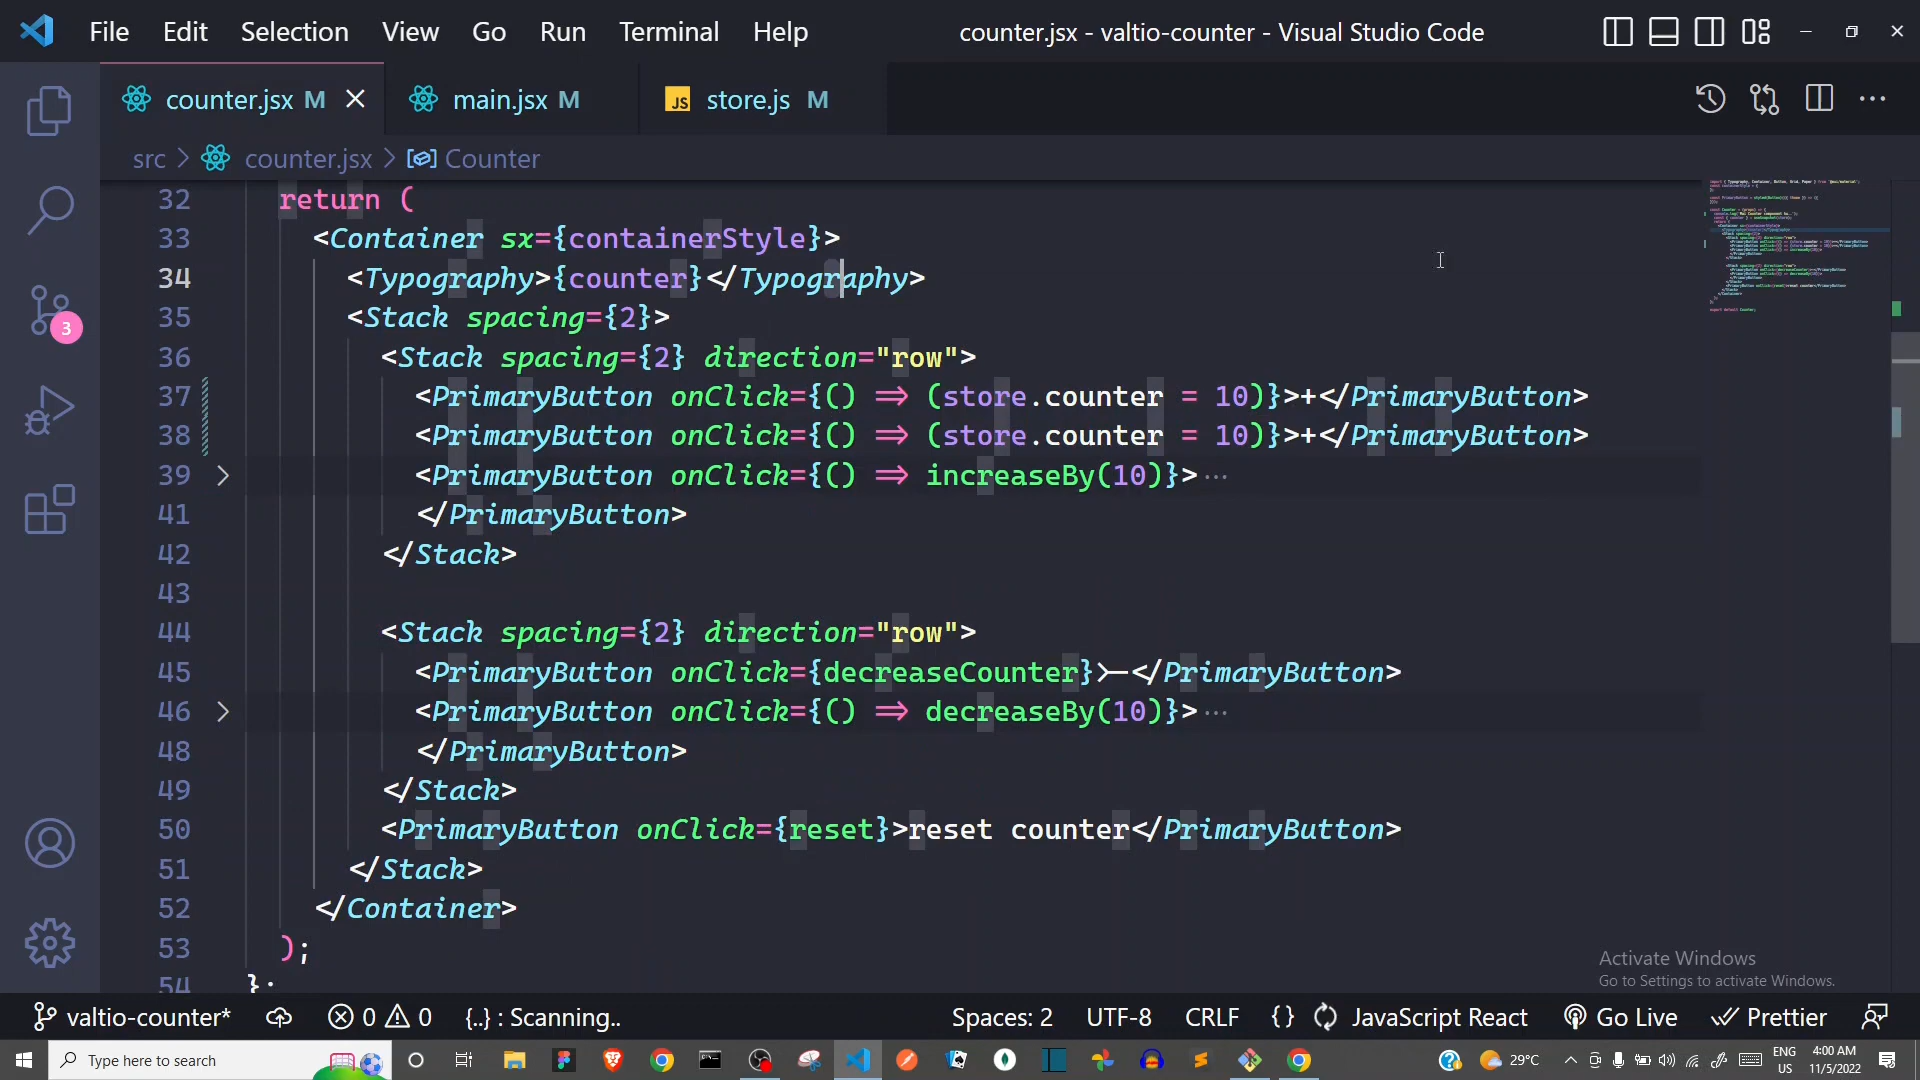 File Edit Selection View Go Run Terminal Help
counter.jsx - valtio-counter - Visual Studio Code
counter.jsx M
main.jsx M
JS store.js M
src > counter.jsx > Counter
32 return (
33 <Container sx={containerStyle}>
34 <Typography>{counter}</Typography>
35 <Stack spacing={2}>
36 <Stack spacing={2} direction="row">
37 <PrimaryButton onClick={() => (store.counter = 10)}>+</PrimaryButton>
38 <PrimaryButton onClick={() => (store.counter = 10)}>+</PrimaryButton>
39 <PrimaryButton onClick={() => increaseBy(10)}>···
41 </PrimaryButton>
42 </Stack>
43
44 <Stack spacing={2} direction="row">
45 <PrimaryButton onClick={decreaseCounter}>-</PrimaryButton>
46 <PrimaryButton onClick={() => decreaseBy(10)}>···
48 </PrimaryButton>
49 </Stack>
50 <PrimaryButton onClick={reset}>reset counter</PrimaryButton>
51 </Stack>
52 </Container>
53 );
54 };
3
Activate Windows
Go to Settings to activate Windows.
valtio-counter* 0 0 {..} : Scanning..
Spaces: 2 UTF-8 CRLF {} JavaScript React Go Live Prettier
Type here to search
29°C
ENG
US
4:00 AM
11/5/2022